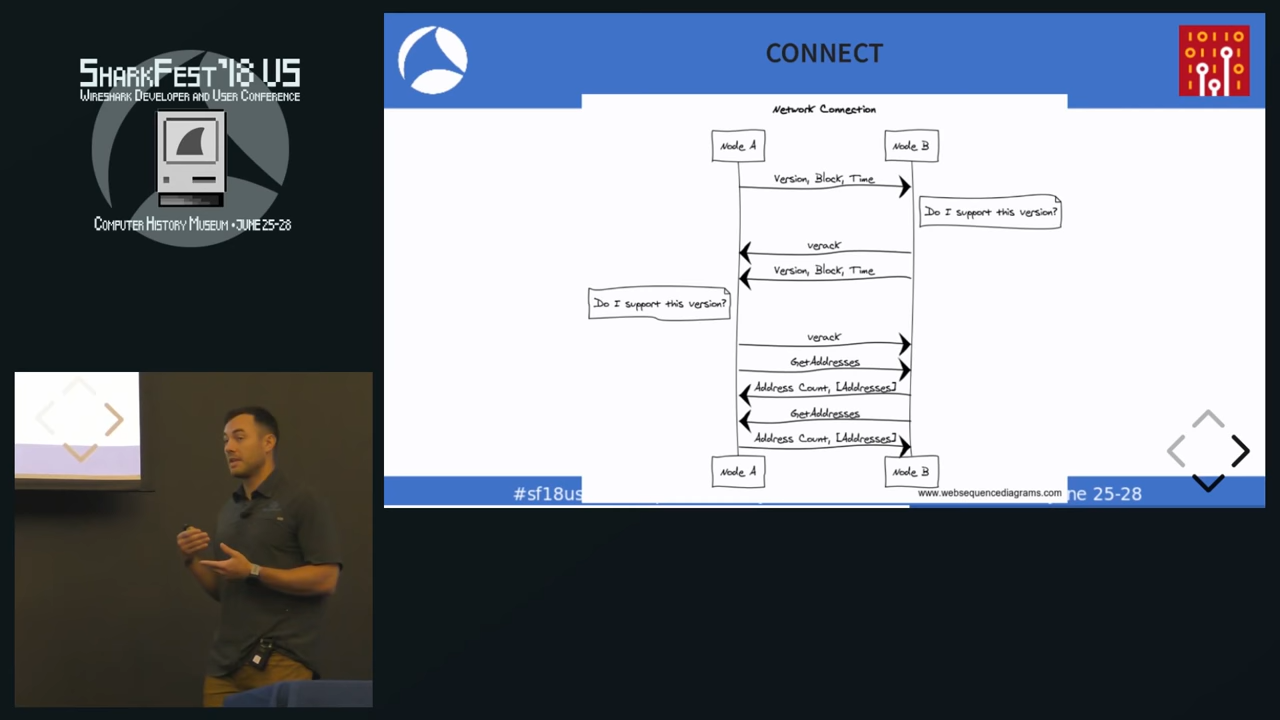 SHARKFEST '18 US
WIRESHARK DEVELOPER AND USER CONFERENCE
COMPUTER HISTORY MUSEUM • JUNE 25-28
CONNECT
01011
Network Connection
Node A
Node B
Version, Block, Time
Do I support this version?
verack
Version, Block, Time
Do I support this version?
verack
GetAddresses
Address Count, [Addresses]
GetAddresses
Address Count, [Addresses]
Node A
Node B
www.websequencediagrams.com
#sf18us
ne 25-28